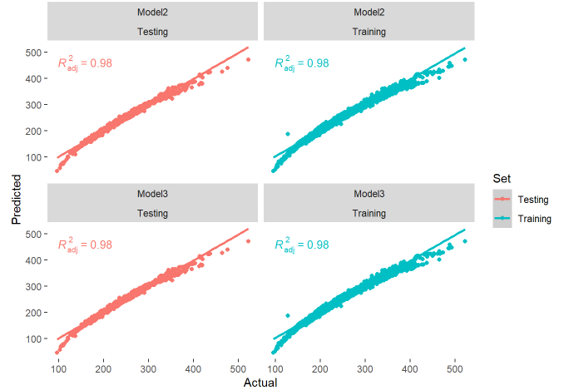 Model2
Testing
Model2
Training
R²adj = 0.98
R²adj = 0.98
500
400
300
200
100
Model3
Testing
Model3
Training
R²adj = 0.98
R²adj = 0.98
500
400
300
200
100
100 200 300 400 500
100 200 300 400 500
Predicted
Actual
Set
Testing
Training